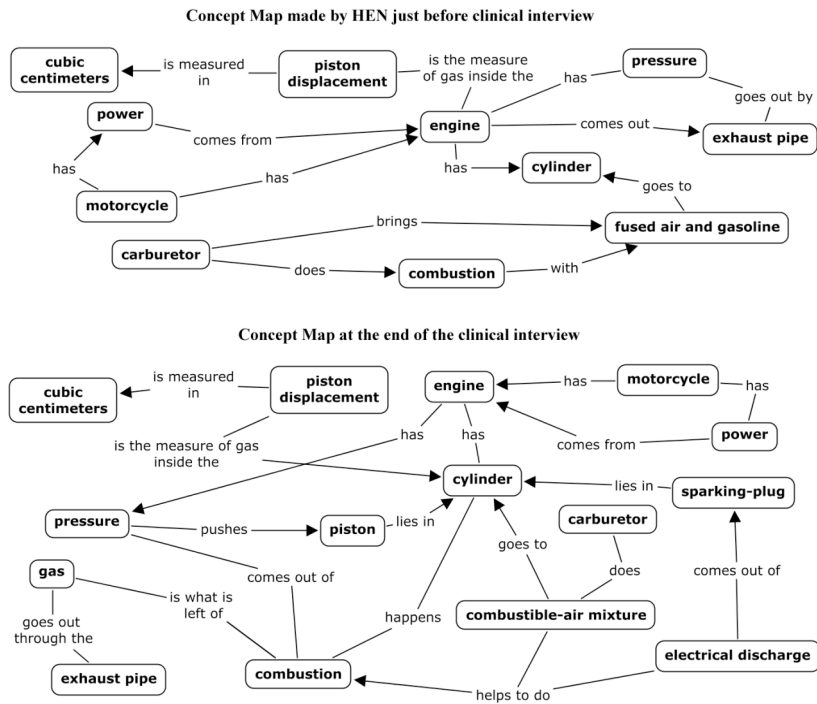 Concept Map made by HEN just before clinical interview
cubic
centimeters
is measured
in
piston
displacement
is the measure
of gas inside the
has
pressure
goes out by
power
comes from
engine
comes out
exhaust pipe
has
has
has
cylinder
goes to
motorcycle
brings
fused air and gasoline
carburetor
does
combustion
with
Concept Map at the end of the clinical interview
cubic
centimeters
is measured
in
piston
displacement
engine
has
motorcycle
has
is the measure of gas
inside the
has
has
comes from
power
cylinder
lies in
sparking-plug
pressure
pushes
piston
lies in
carburetor
goes to
gas
comes out of
does
comes out of
is what is
left of
goes out
through the
happens
combustible-air mixture
exhaust pipe
combustion
electrical discharge
helps to do